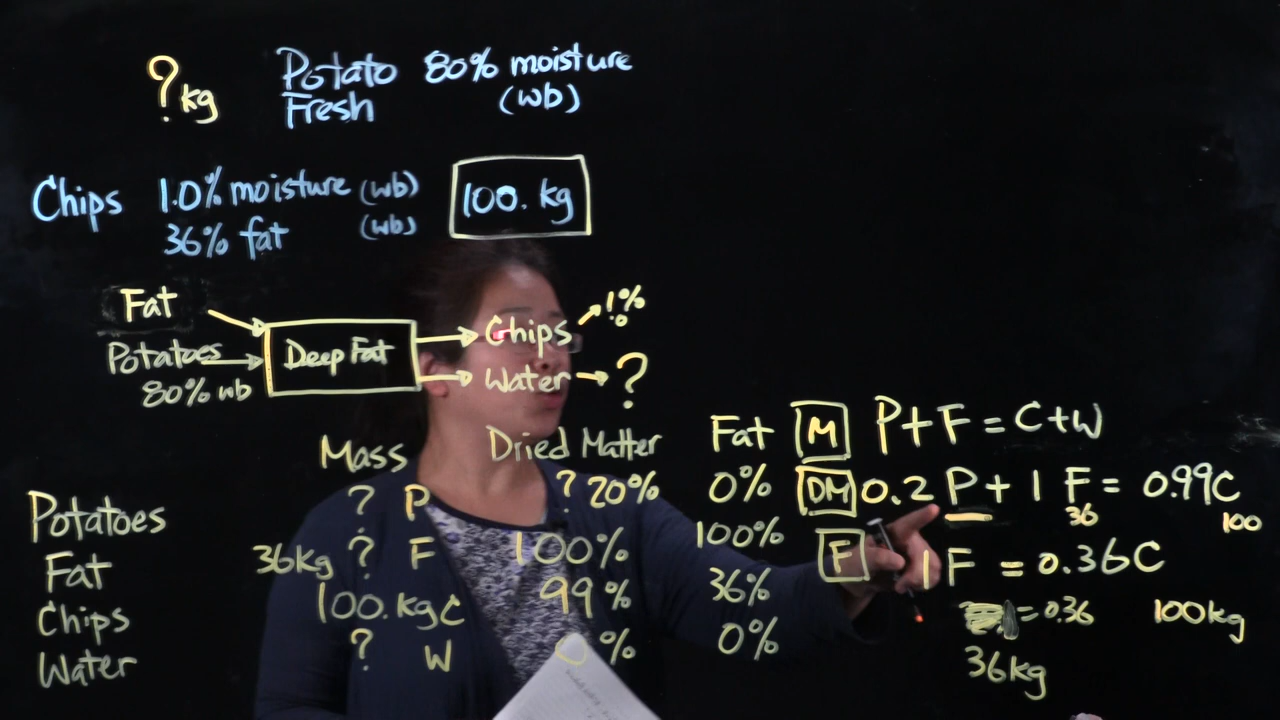 ? kg Potato 80% moisture
Fresh (wb)
Chips 1.0% moisture (wb) 100. kg
36% fat (wb)
Fat
Potatoes
80% wb
Deep Fat
Chips 1%
Water ?
Mass Dried Matter Fat
Potatoes ? P ? 20% 0%
Fat 36kg ? F 100% 100%
Chips 100. kg C 99% 36%
Water ? W 0% 0%
M P + F = C + W
DM 0.2 P + 1 F = 0.99C
36 100
F 1 F = 0.36C
= 0.36 100kg
36kg